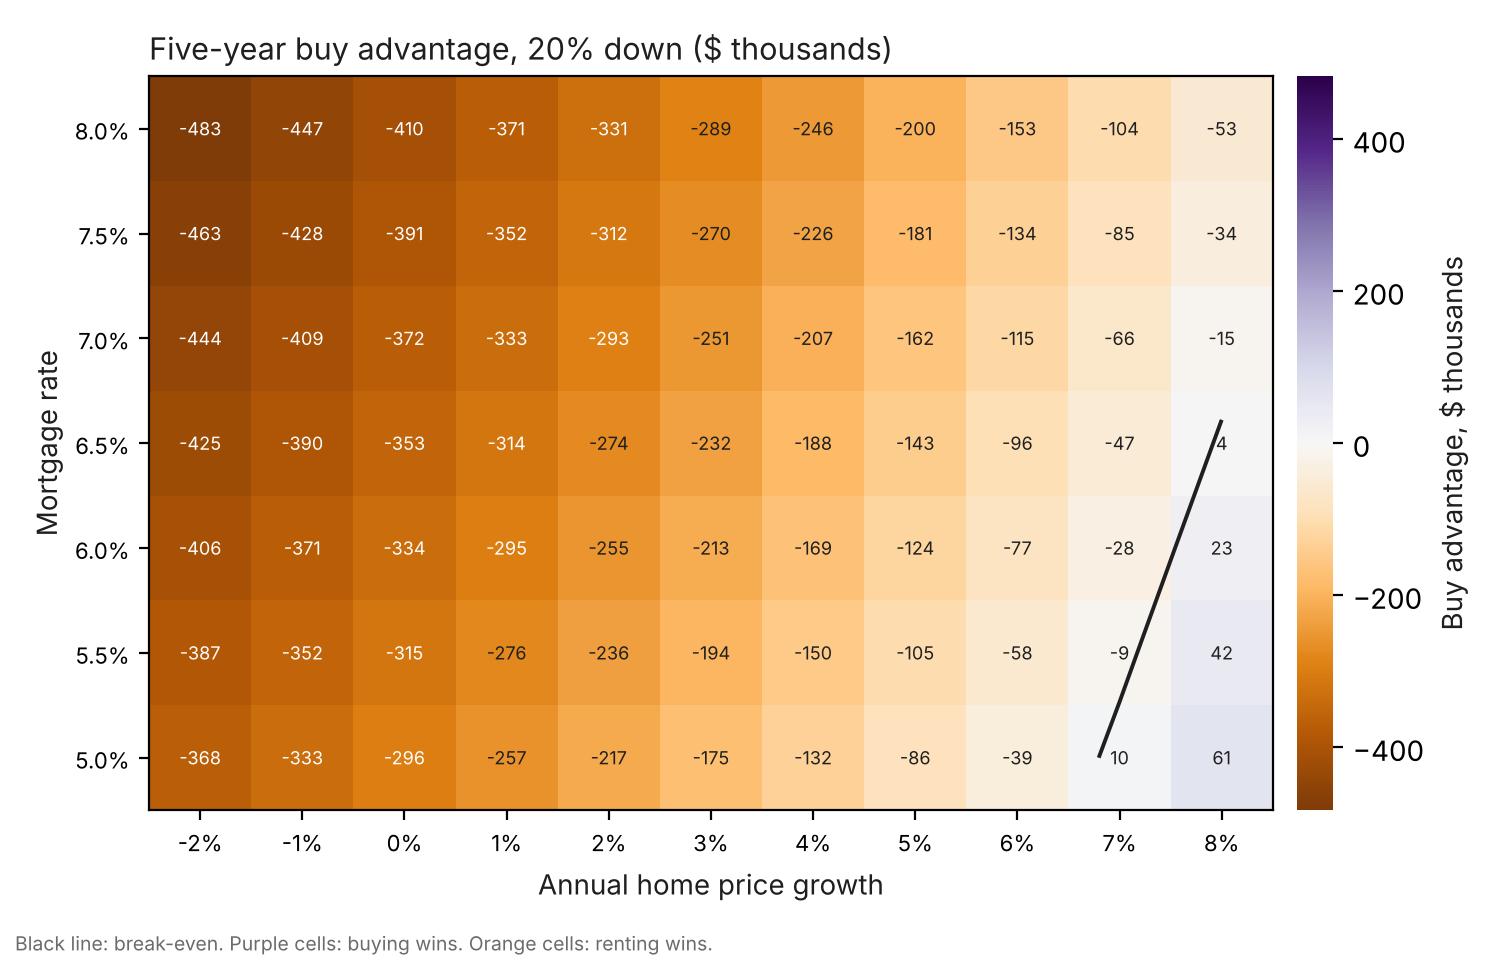 Five-year buy advantage, 20% down ($ thousands)
8.0% -483 -447 -410 -371 -331 -289 -246 -200 -153 -104 -53
7.5% -463 -428 -391 -352 -312 -270 -226 -181 -134 -85 -34
7.0% -444 -409 -372 -333 -293 -251 -207 -162 -115 -66 -15
6.5% -425 -390 -353 -314 -274 -232 -188 -143 -96 -47 4
6.0% -406 -371 -334 -295 -255 -213 -169 -124 -77 -28 23
5.5% -387 -352 -315 -276 -236 -194 -150 -105 -58 -9 42
5.0% -368 -333 -296 -257 -217 -175 -132 -86 -39 10 61
-2% -1% 0% 1% 2% 3% 4% 5% 6% 7% 8%
Annual home price growth
Mortgage rate
400
200
0
−200
−400
Buy advantage, $ thousands
Black line: break-even. Purple cells: buying wins. Orange cells: renting wins.